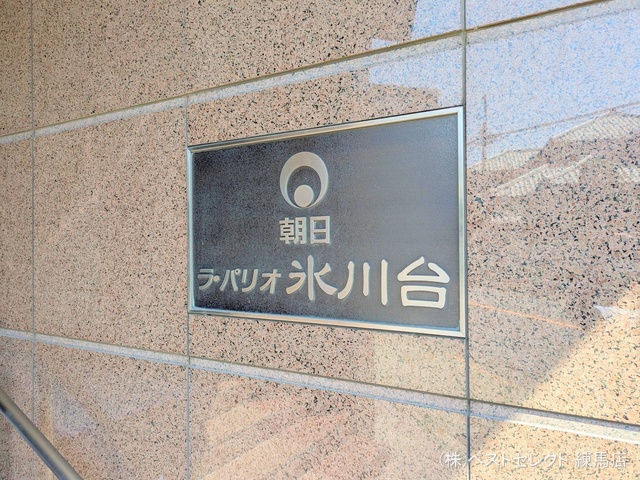 朝日
ラ・パリオ氷川台
(株)ベストセレクト 練馬店